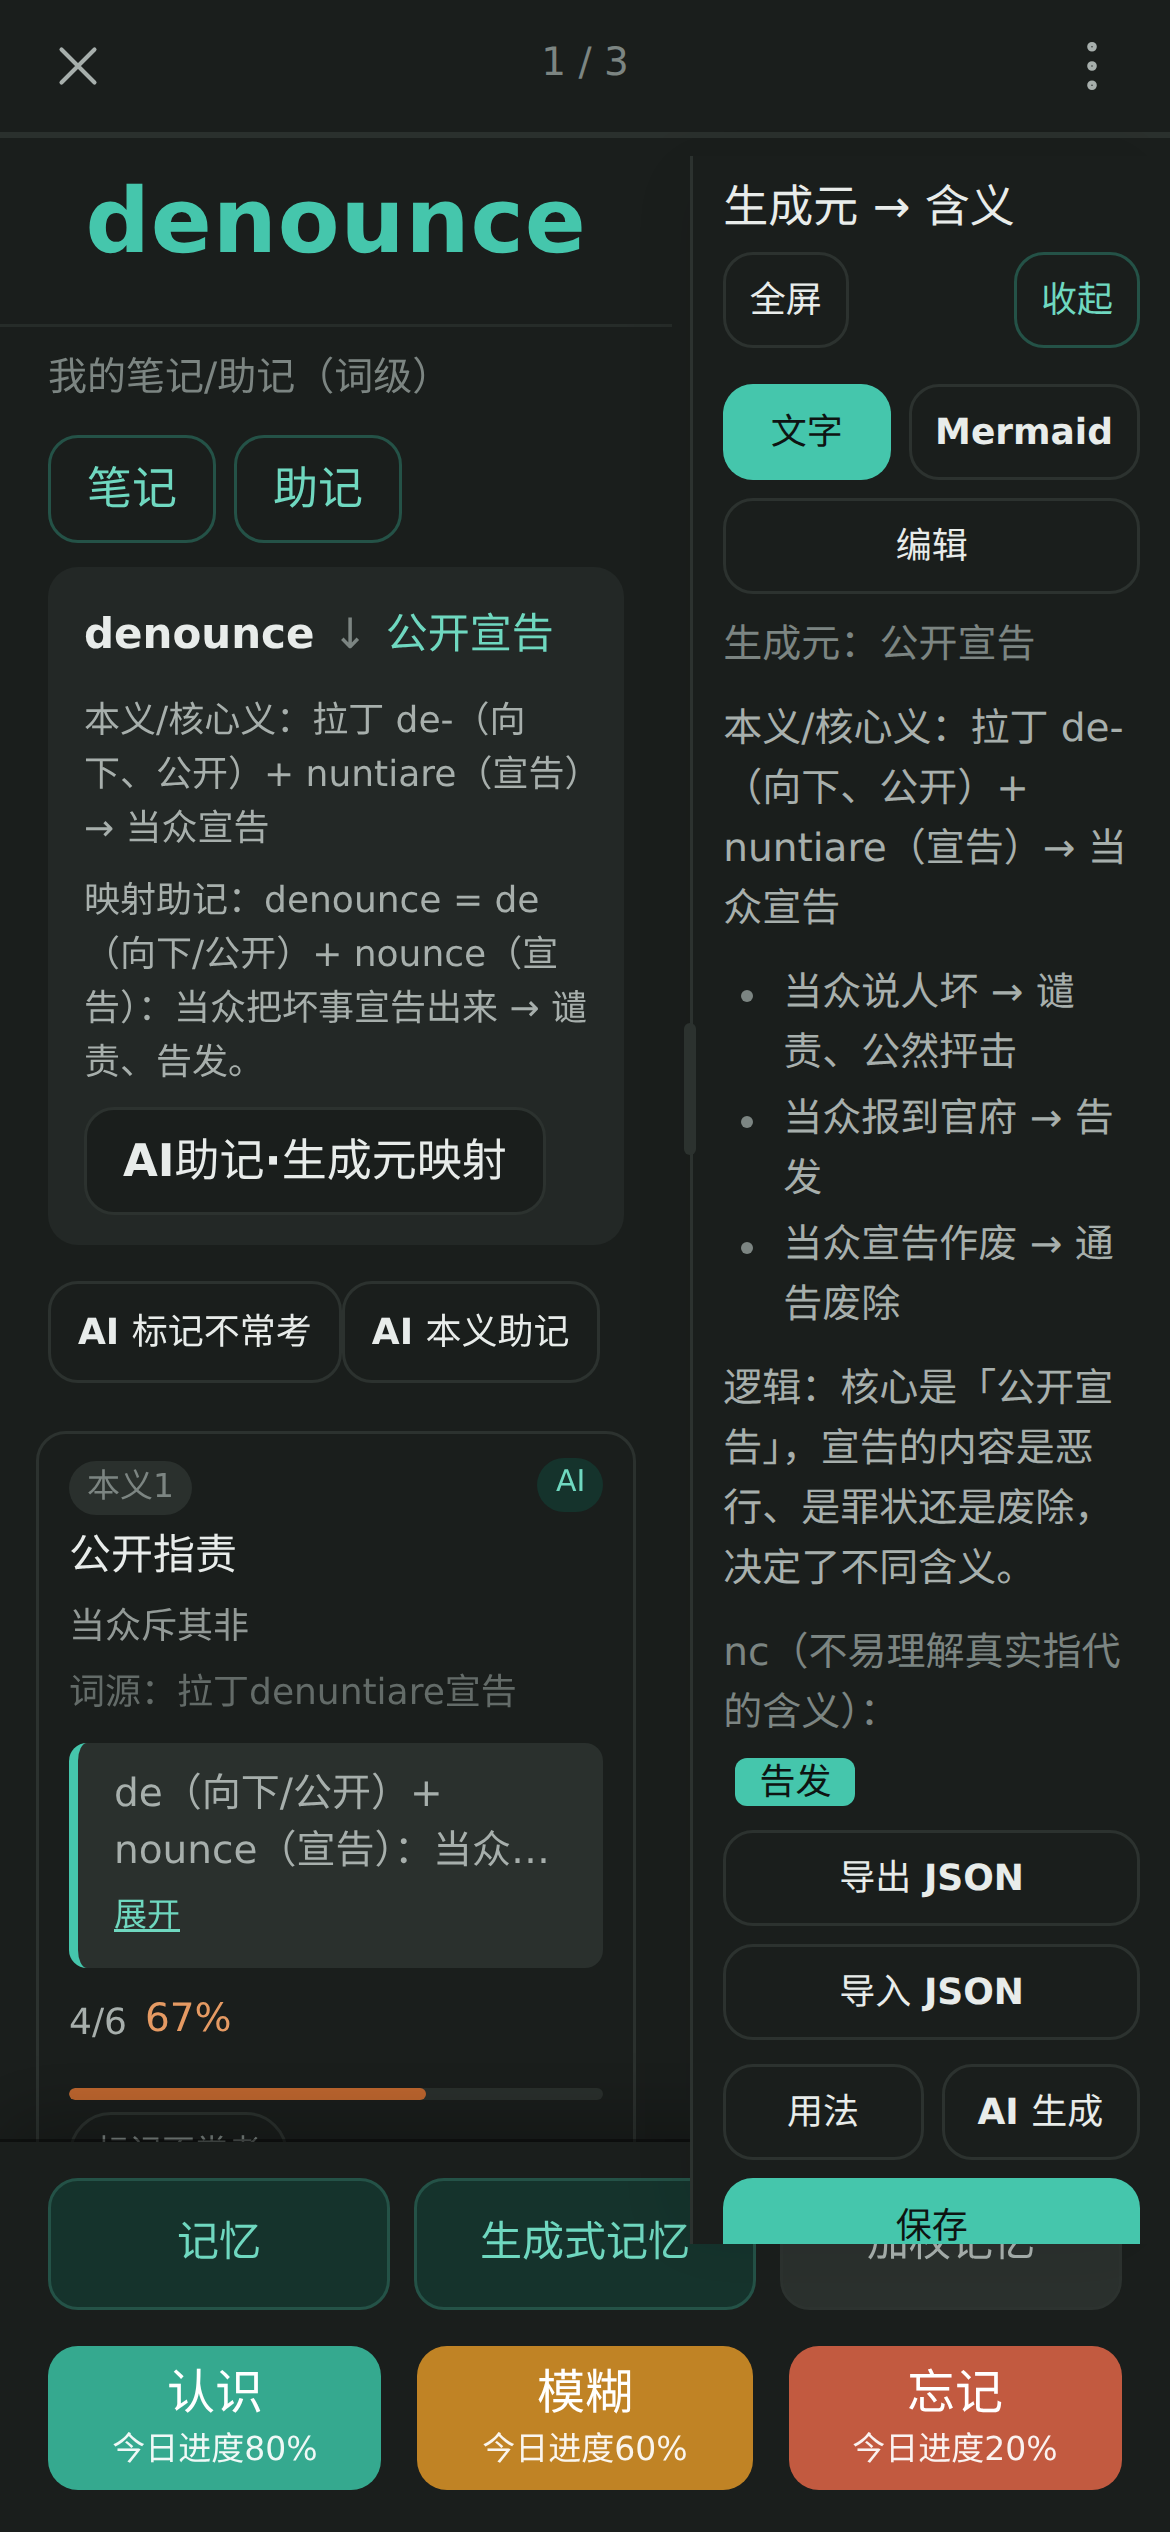 1 / 3
denounce
我的笔记/助记（词级）
笔记
助记
denounce ↓ 公开宣告
本义/核心义：拉丁 de-（向
下、公开）+ nuntiare（宣告）
→ 当众宣告
映射助记：denounce = de
（向下/公开）+ nounce（宣
告）：当众把坏事宣告出来 → 谴
责、告发。
AI助记·生成元映射
AI 标记不常考
AI 本义助记
本义1
AI
公开指责
当众斥其非
词源：拉丁denuntiare宣告
de（向下/公开）+
nounce（宣告）：当众…
展开
4/6 67%
标记不常考
生成元 → 含义
全屏
收起
文字
Mermaid
编辑
生成元：公开宣告
本义/核心义：拉丁 de-
（向下、公开）+
nuntiare（宣告）→ 当
众宣告
当众说人坏 → 谴
责、公然抨击
当众报到官府 → 告
发
当众宣告作废 → 通
告废除
逻辑：核心是「公开宣
告」，宣告的内容是恶
行、是罪状还是废除，
决定了不同含义。
nc（不易理解真实指代
的含义）：
告发
导出 JSON
导入 JSON
用法
AI 生成
保存
记忆
生成式记忆
加权记忆
认识
今日进度80%
模糊
今日进度60%
忘记
今日进度20%